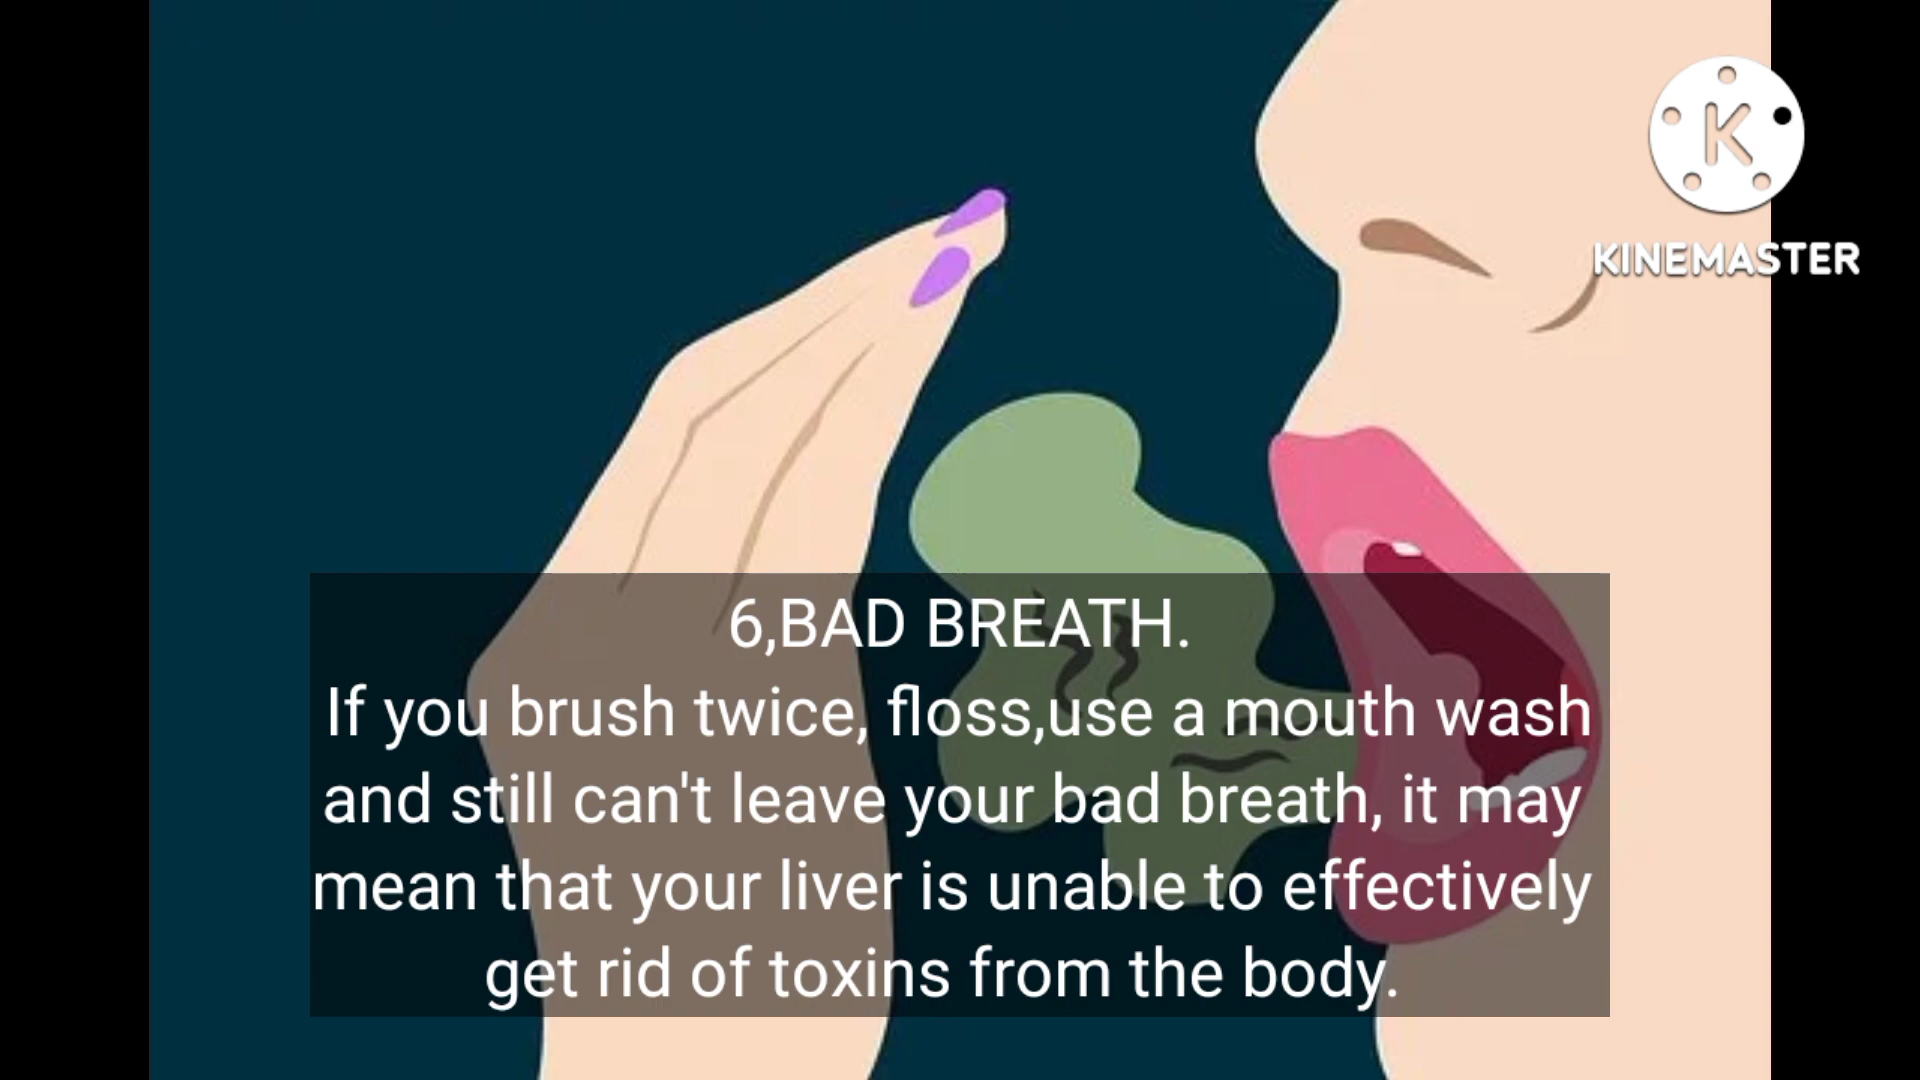 K
KINEMASTER
6,BAD BREATH.
If you brush twice, floss,use a mouth wash
and still can't leave your bad breath, it may
mean that your liver is unable to effectively
get rid of toxins from the body.